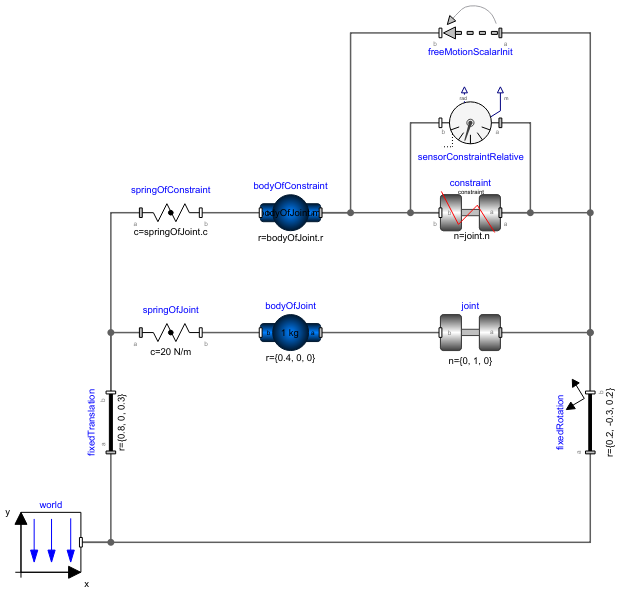 b
a
freeMotionScalarInit
rad
m
b
a
sensorConstraintRelative
springOfConstraint
bodyOfConstraint
constraint
constraint
a
b
bodyOfJoint.m
b
a
b
a
c=springOfJoint.c
r=bodyOfJoint.r
n=joint.n
springOfJoint
bodyOfJoint
joint
a
b
1 kg
b
a
c=20 N/m
r={0.4, 0, 0}
n={0, 1, 0}
fixedTranslation
b
a
r={0.8, 0, 0.3}
fixedRotation
b
a
r={0.2, -0.3, 0.2}
world
y
x